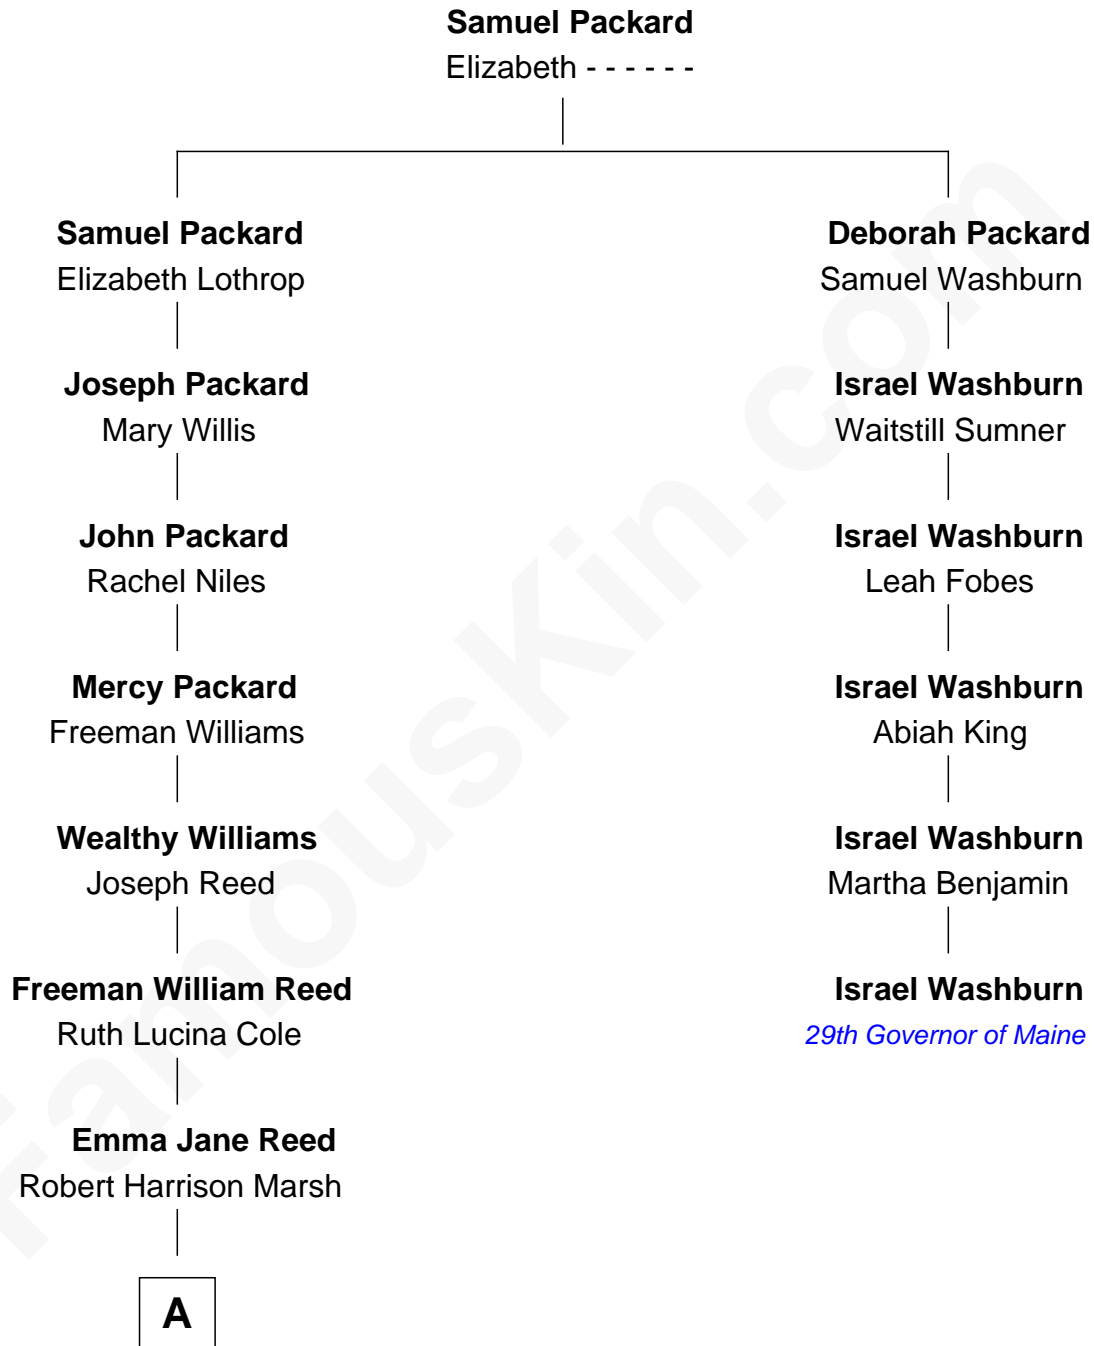 Samuel Packard
Elizabeth - - - - - -
Samuel Packard
Elizabeth Lothrop
Deborah Packard
Samuel Washburn
Joseph Packard
Mary Willis
Israel Washburn
Waitstill Sumner
John Packard
Rachel Niles
Israel Washburn
Leah Fobes
Mercy Packard
Freeman Williams
Israel Washburn
Abiah King
Wealthy Williams
Joseph Reed
Israel Washburn
Martha Benjamin
Freeman William Reed
Ruth Lucina Cole
Israel Washburn
29th Governor of Maine
Emma Jane Reed
Robert Harrison Marsh
A
FamousKin.com